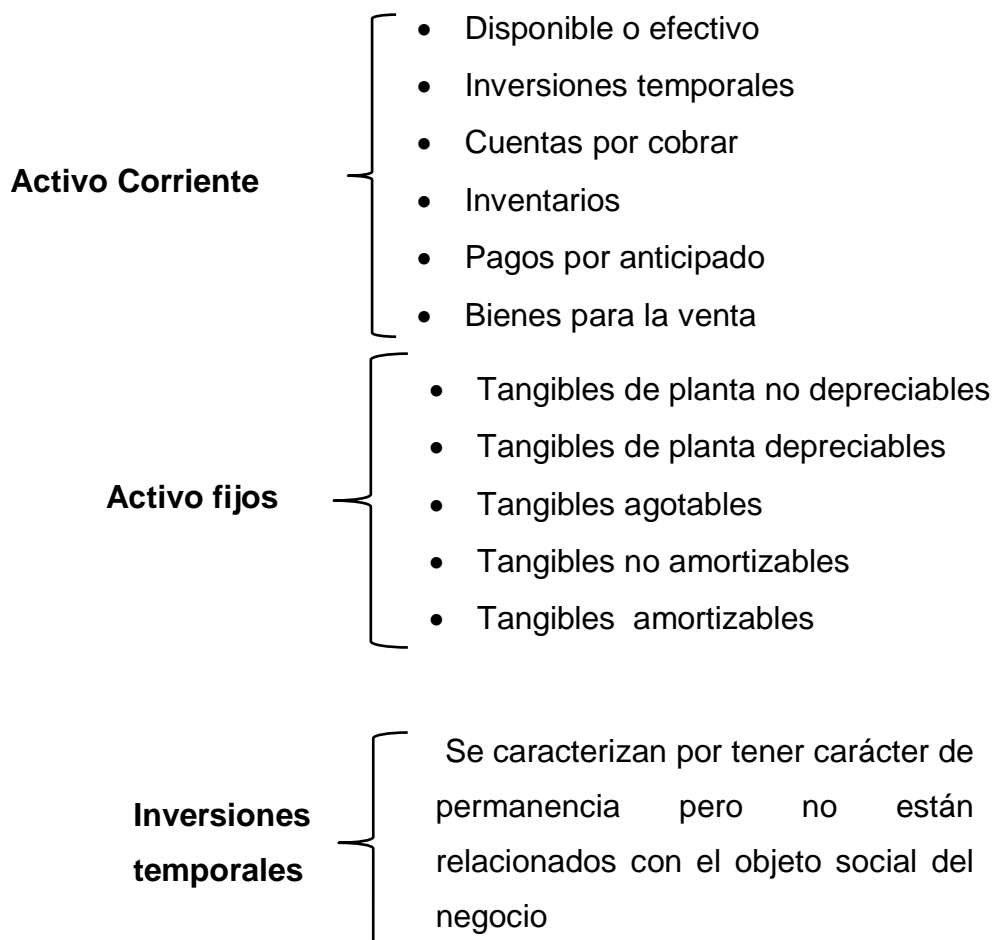 Activo Corriente
• Disponible o efectivo
• Inversiones temporales
• Cuentas por cobrar
• Inventarios
• Pagos por anticipado
• Bienes para la venta
Activo fijos
• Tangibles de planta no depreciables
• Tangibles de planta depreciables
• Tangibles agotables
• Tangibles no amortizables
• Tangibles amortizables
Inversiones
temporales
Se caracterizan por tener carácter de
permanencia pero no están
relacionados con el objeto social del
negocio